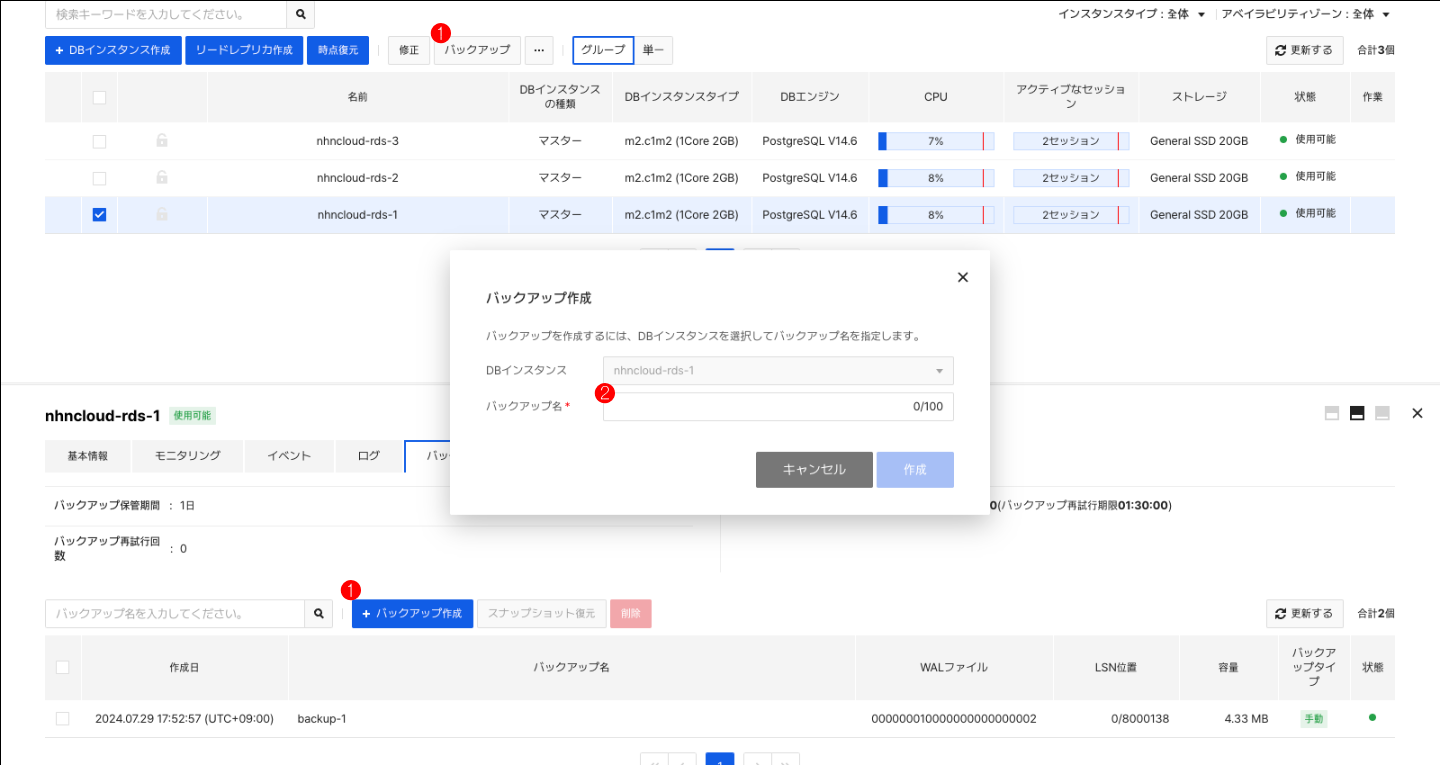 検索キーワードを入力してください。
インスタンスタイプ : 全体 アベイラビリティゾーン : 全体
1
+ DBインスタンス作成 リードレプリカ作成 時点復元 修正 バックアップ ... グループ 単一 更新する 合計3個
名前 DBインスタンスの種類 DBインスタンスタイプ DBエンジン CPU アクティブなセッション ストレージ 状態 作業
nhncloud-rds-3 マスター m2.c1m2 (1Core 2GB) PostgreSQL V14.6 7% 2セッション General SSD 20GB 使用可能
nhncloud-rds-2 マスター m2.c1m2 (1Core 2GB) PostgreSQL V14.6 8% 2セッション General SSD 20GB 使用可能
nhncloud-rds-1 マスター m2.c1m2 (1Core 2GB) PostgreSQL V14.6 8% 2セッション General SSD 20GB 使用可能
バックアップ作成
バックアップを作成するには、DBインスタンスを選択してバックアップ名を指定します。
DBインスタンス nhncloud-rds-1
2
バックアップ名* 0/100
キャンセル 作成
nhncloud-rds-1 使用可能
基本情報 モニタリング イベント ログ
バックアップ保管期間 : 1日
0(バックアップ再試行期限01:30:00)
バックアップ再試行回数 : 0
1
バックアップ名を入力してください。 + バックアップ作成 スナップショット復元 削除 更新する 合計2個
作成日 バックアップ名 WALファイル LSN位置 容量 バックアップタイプ 状態
2024.07.29 17:52:57 (UTC+09:00) backup-1 000000010000000000000002 0/8000138 4.33 MB 手動
1